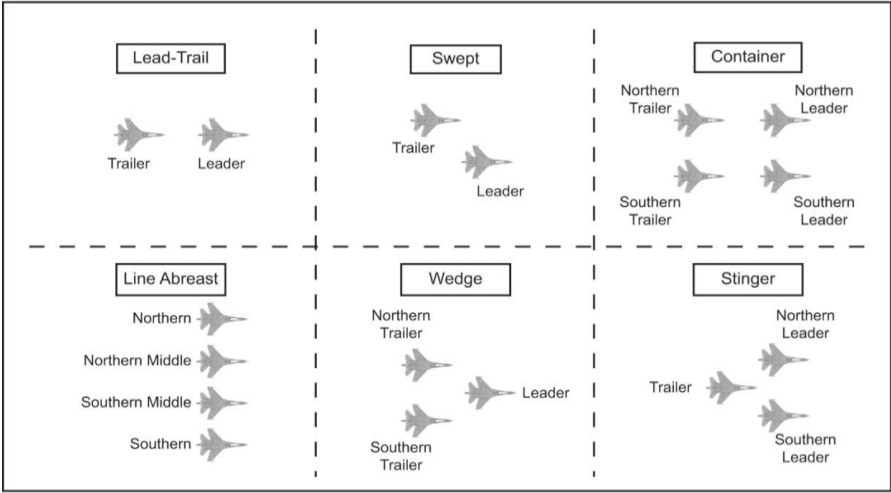 Lead-Trail
Trailer
Leader
Swept
Trailer
Leader
Container
Northern
Trailer
Northern
Leader
Southern
Trailer
Southern
Leader
Line Abreast
Northern
Northern Middle
Southern Middle
Southern
Wedge
Northern
Trailer
Leader
Southern
Trailer
Stinger
Northern
Leader
Trailer
Southern
Leader